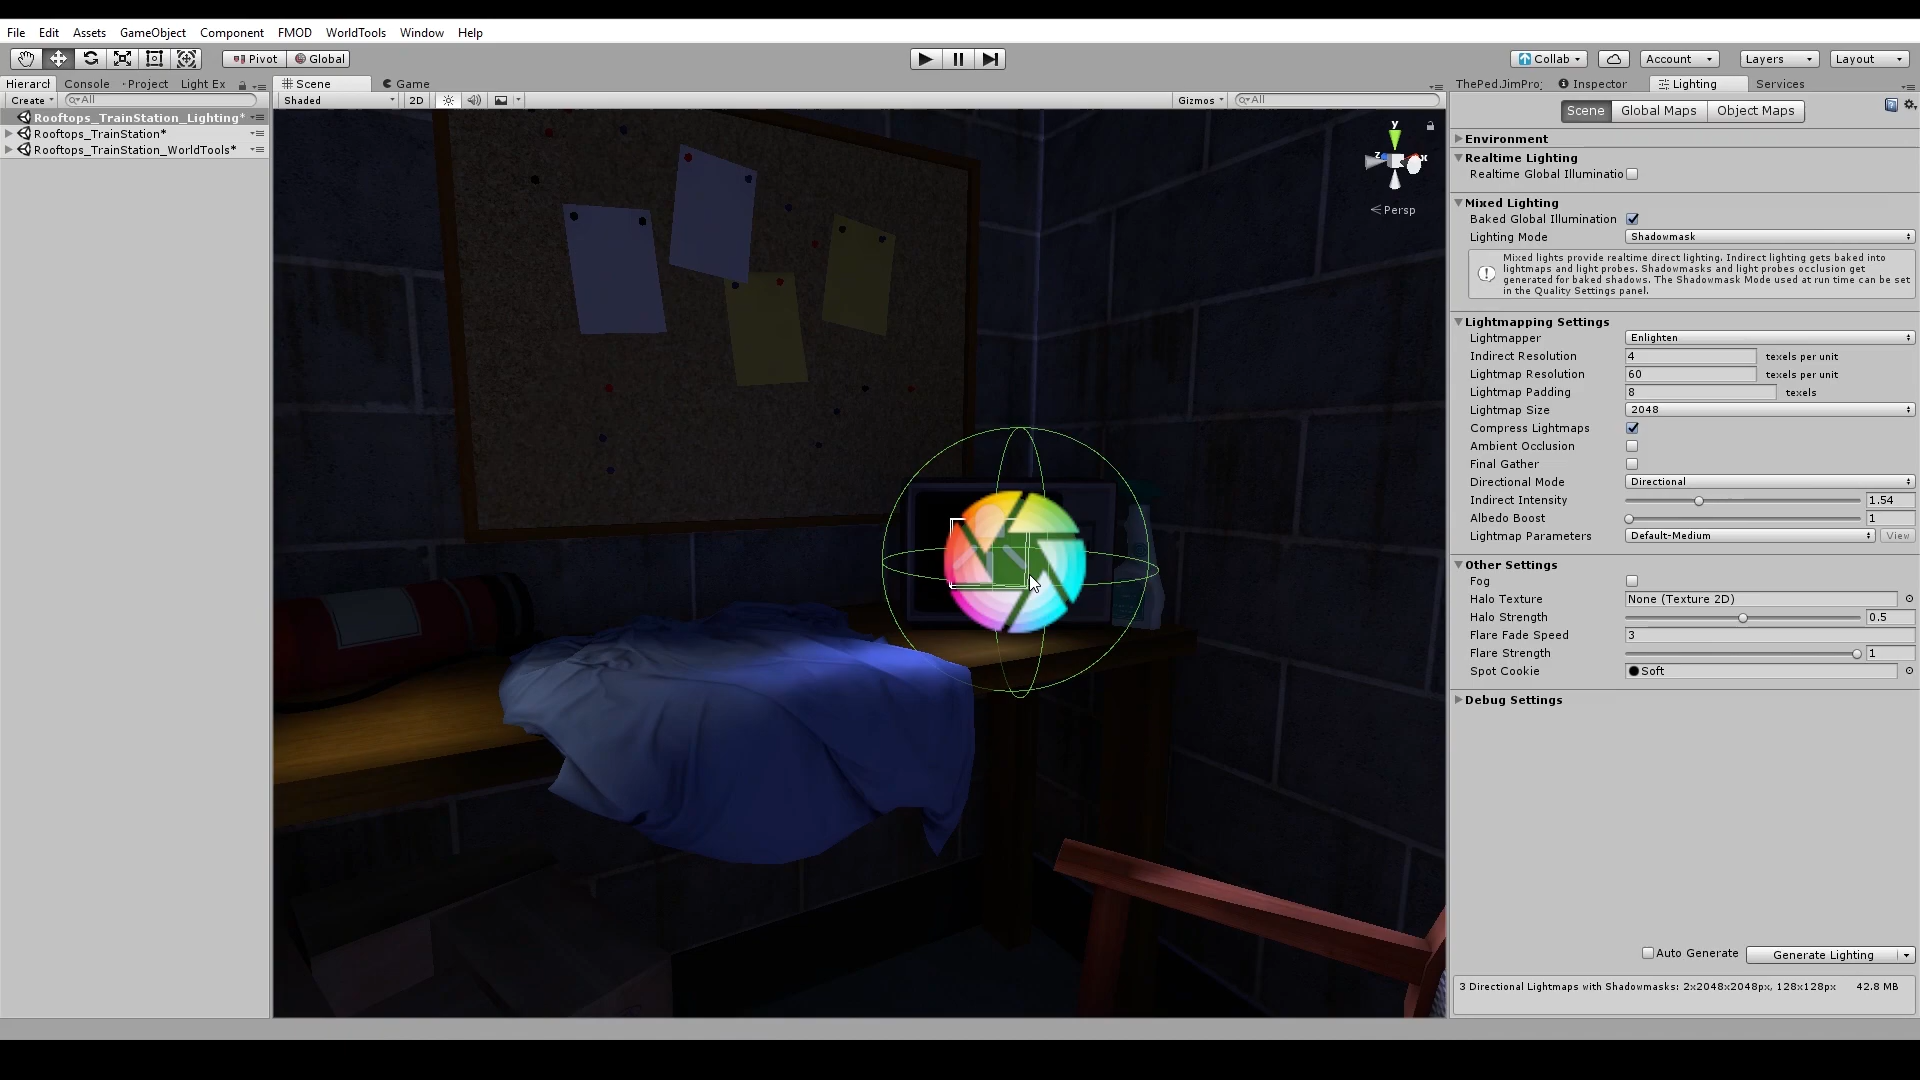 File Edit Assets GameObject Component FMOD WorldTools Window Help
Pivot Global Collab Account Layers Layout
Hierarch Console Project Light Ex
Create All
Rooftops_TrainStation_Lighting*
Rooftops_TrainStation*
Rooftops_TrainStation_WorldTools*
Scene Game
Shaded 2D Gizmos All
y
z x
Persp
ThePed.JimProj Inspector Lighting Services
Scene Global Maps Object Maps
Environment
Realtime Lighting
Realtime Global Illuminatio
Mixed Lighting
Baked Global Illumination
Lighting Mode Shadowmask
Mixed lights provide realtime direct lighting. Indirect lighting gets baked into
lightmaps and light probes. Shadowmasks and light probes occlusion get
generated for baked shadows. The Shadowmask Mode used at run time can be set
in the Quality Settings panel.
Lightmapping Settings
Lightmapper Enlighten
Indirect Resolution 4 texels per unit
Lightmap Resolution 60 texels per unit
Lightmap Padding 8 texels
Lightmap Size 2048
Compress Lightmaps
Ambient Occlusion
Final Gather
Directional Mode Directional
Indirect Intensity 1.54
Albedo Boost 1
Lightmap Parameters Default-Medium View
Other Settings
Fog
Halo Texture None (Texture 2D)
Halo Strength 0.5
Flare Fade Speed 3
Flare Strength 1
Spot Cookie Soft
Debug Settings
Auto Generate Generate Lighting
3 Directional Lightmaps with Shadowmasks: 2x2048x2048px, 128x128px 42.8 MB